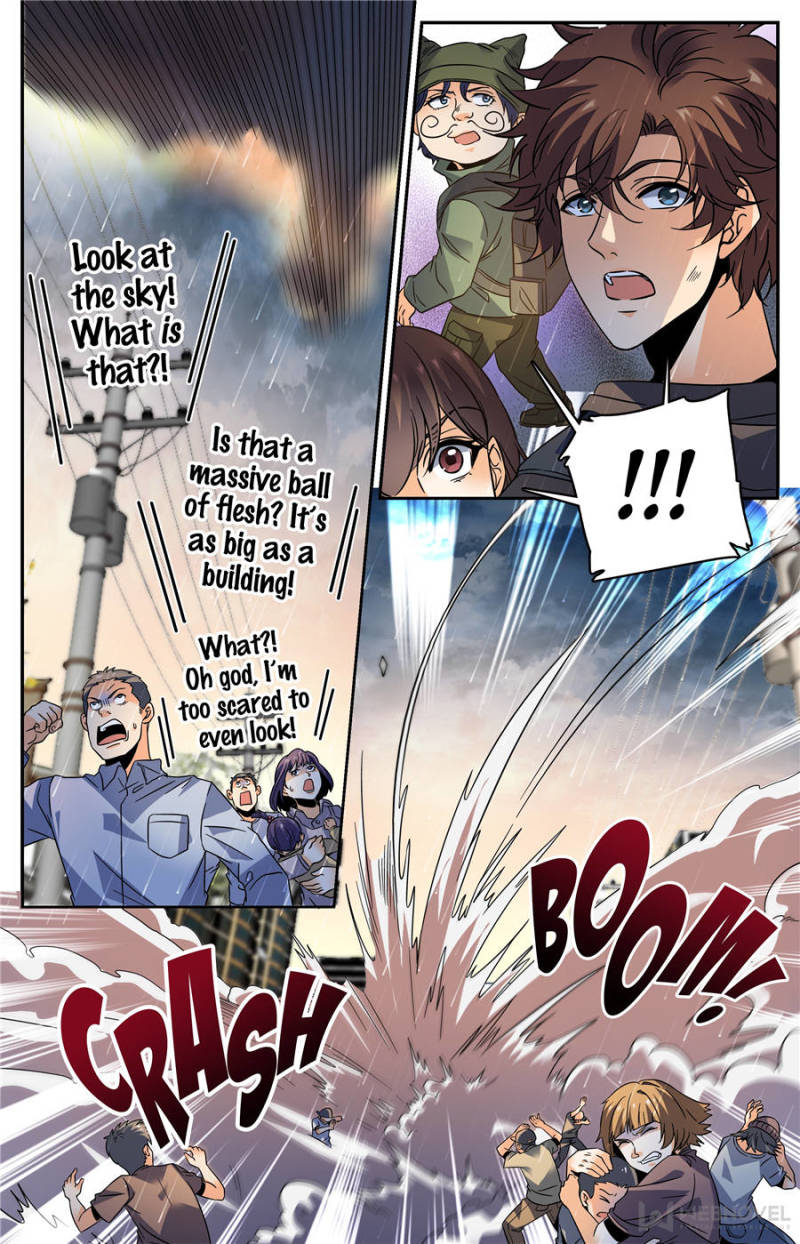 Look at
the sky!
What is
that?!
Is that a
massive ball
of flesh? It's
as big as a
building!
What?!
Oh god, I'm
too scared to
even look!
!!!
BOOM!
CRASH
WEBNOVEL